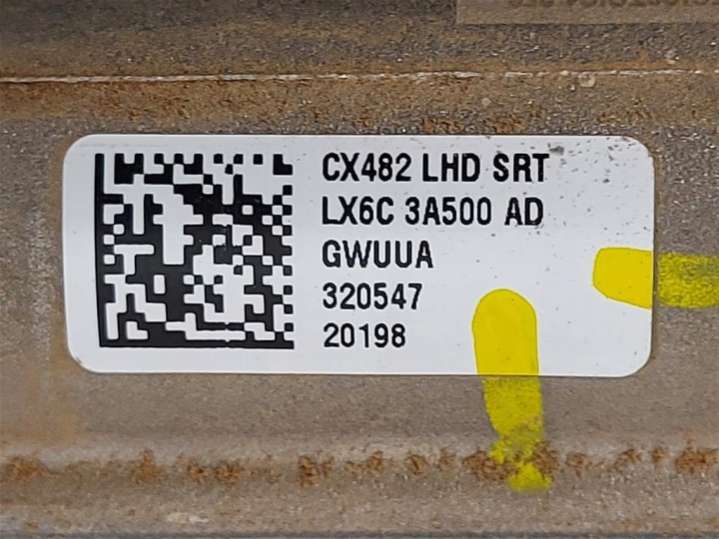 CX482 LHD SRT
LX6C 3A500 AD
GWUUA
320547
20198